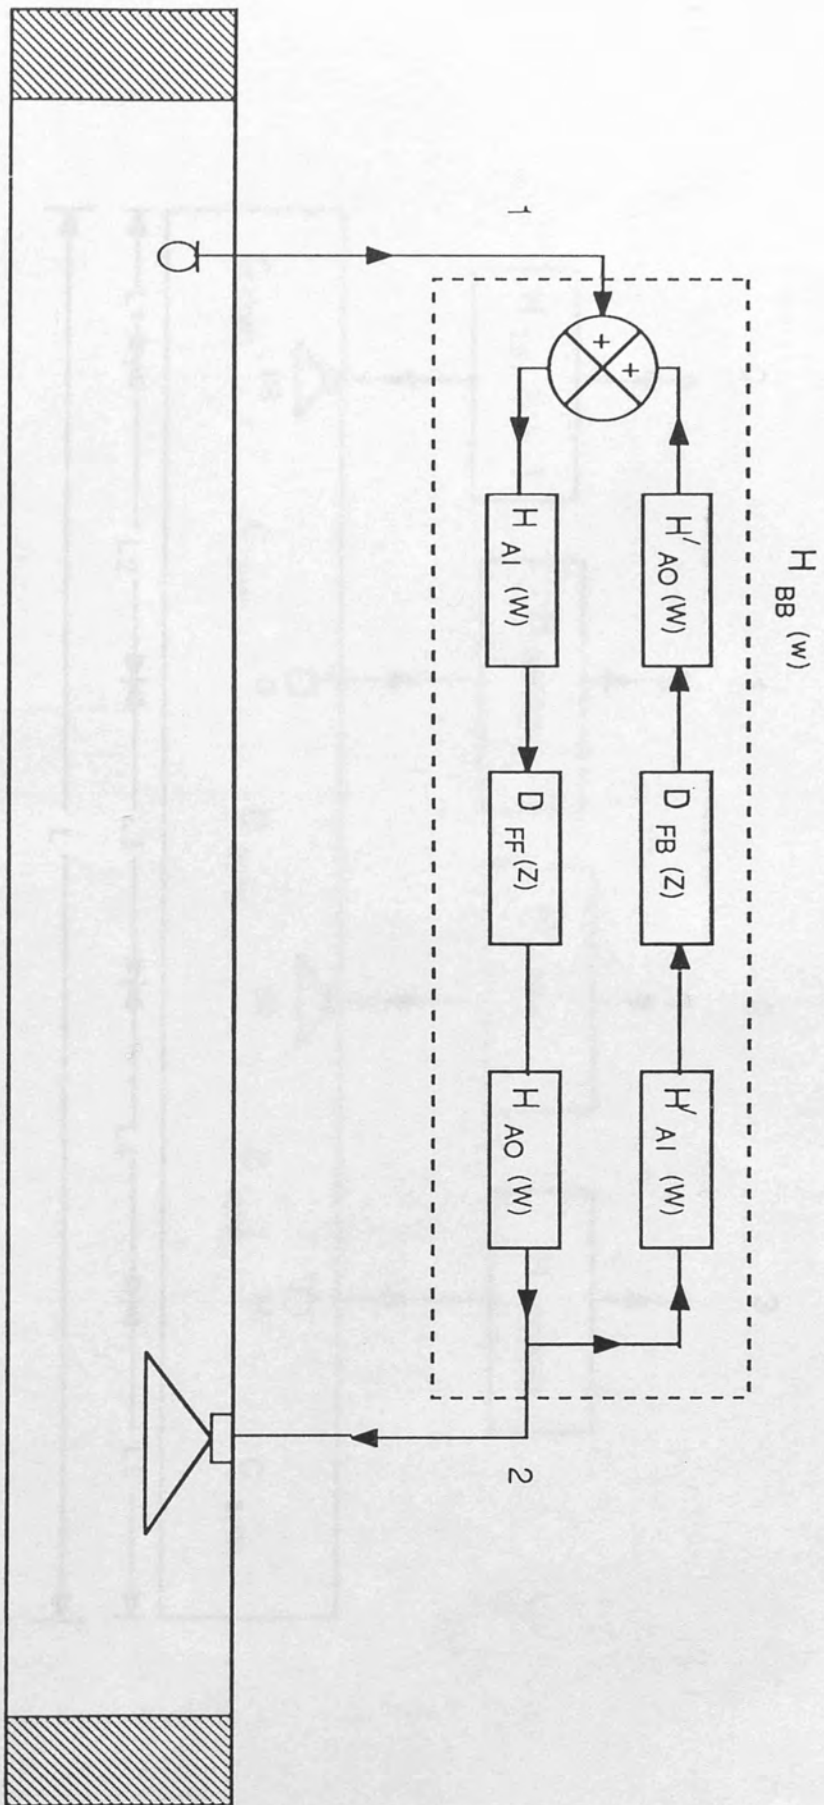 H BB (w)
H′ AO (W)
D FB (Z)
H′ AI (W)
+
+
H AI (W)
D FF (Z)
H AO (W)
1
2